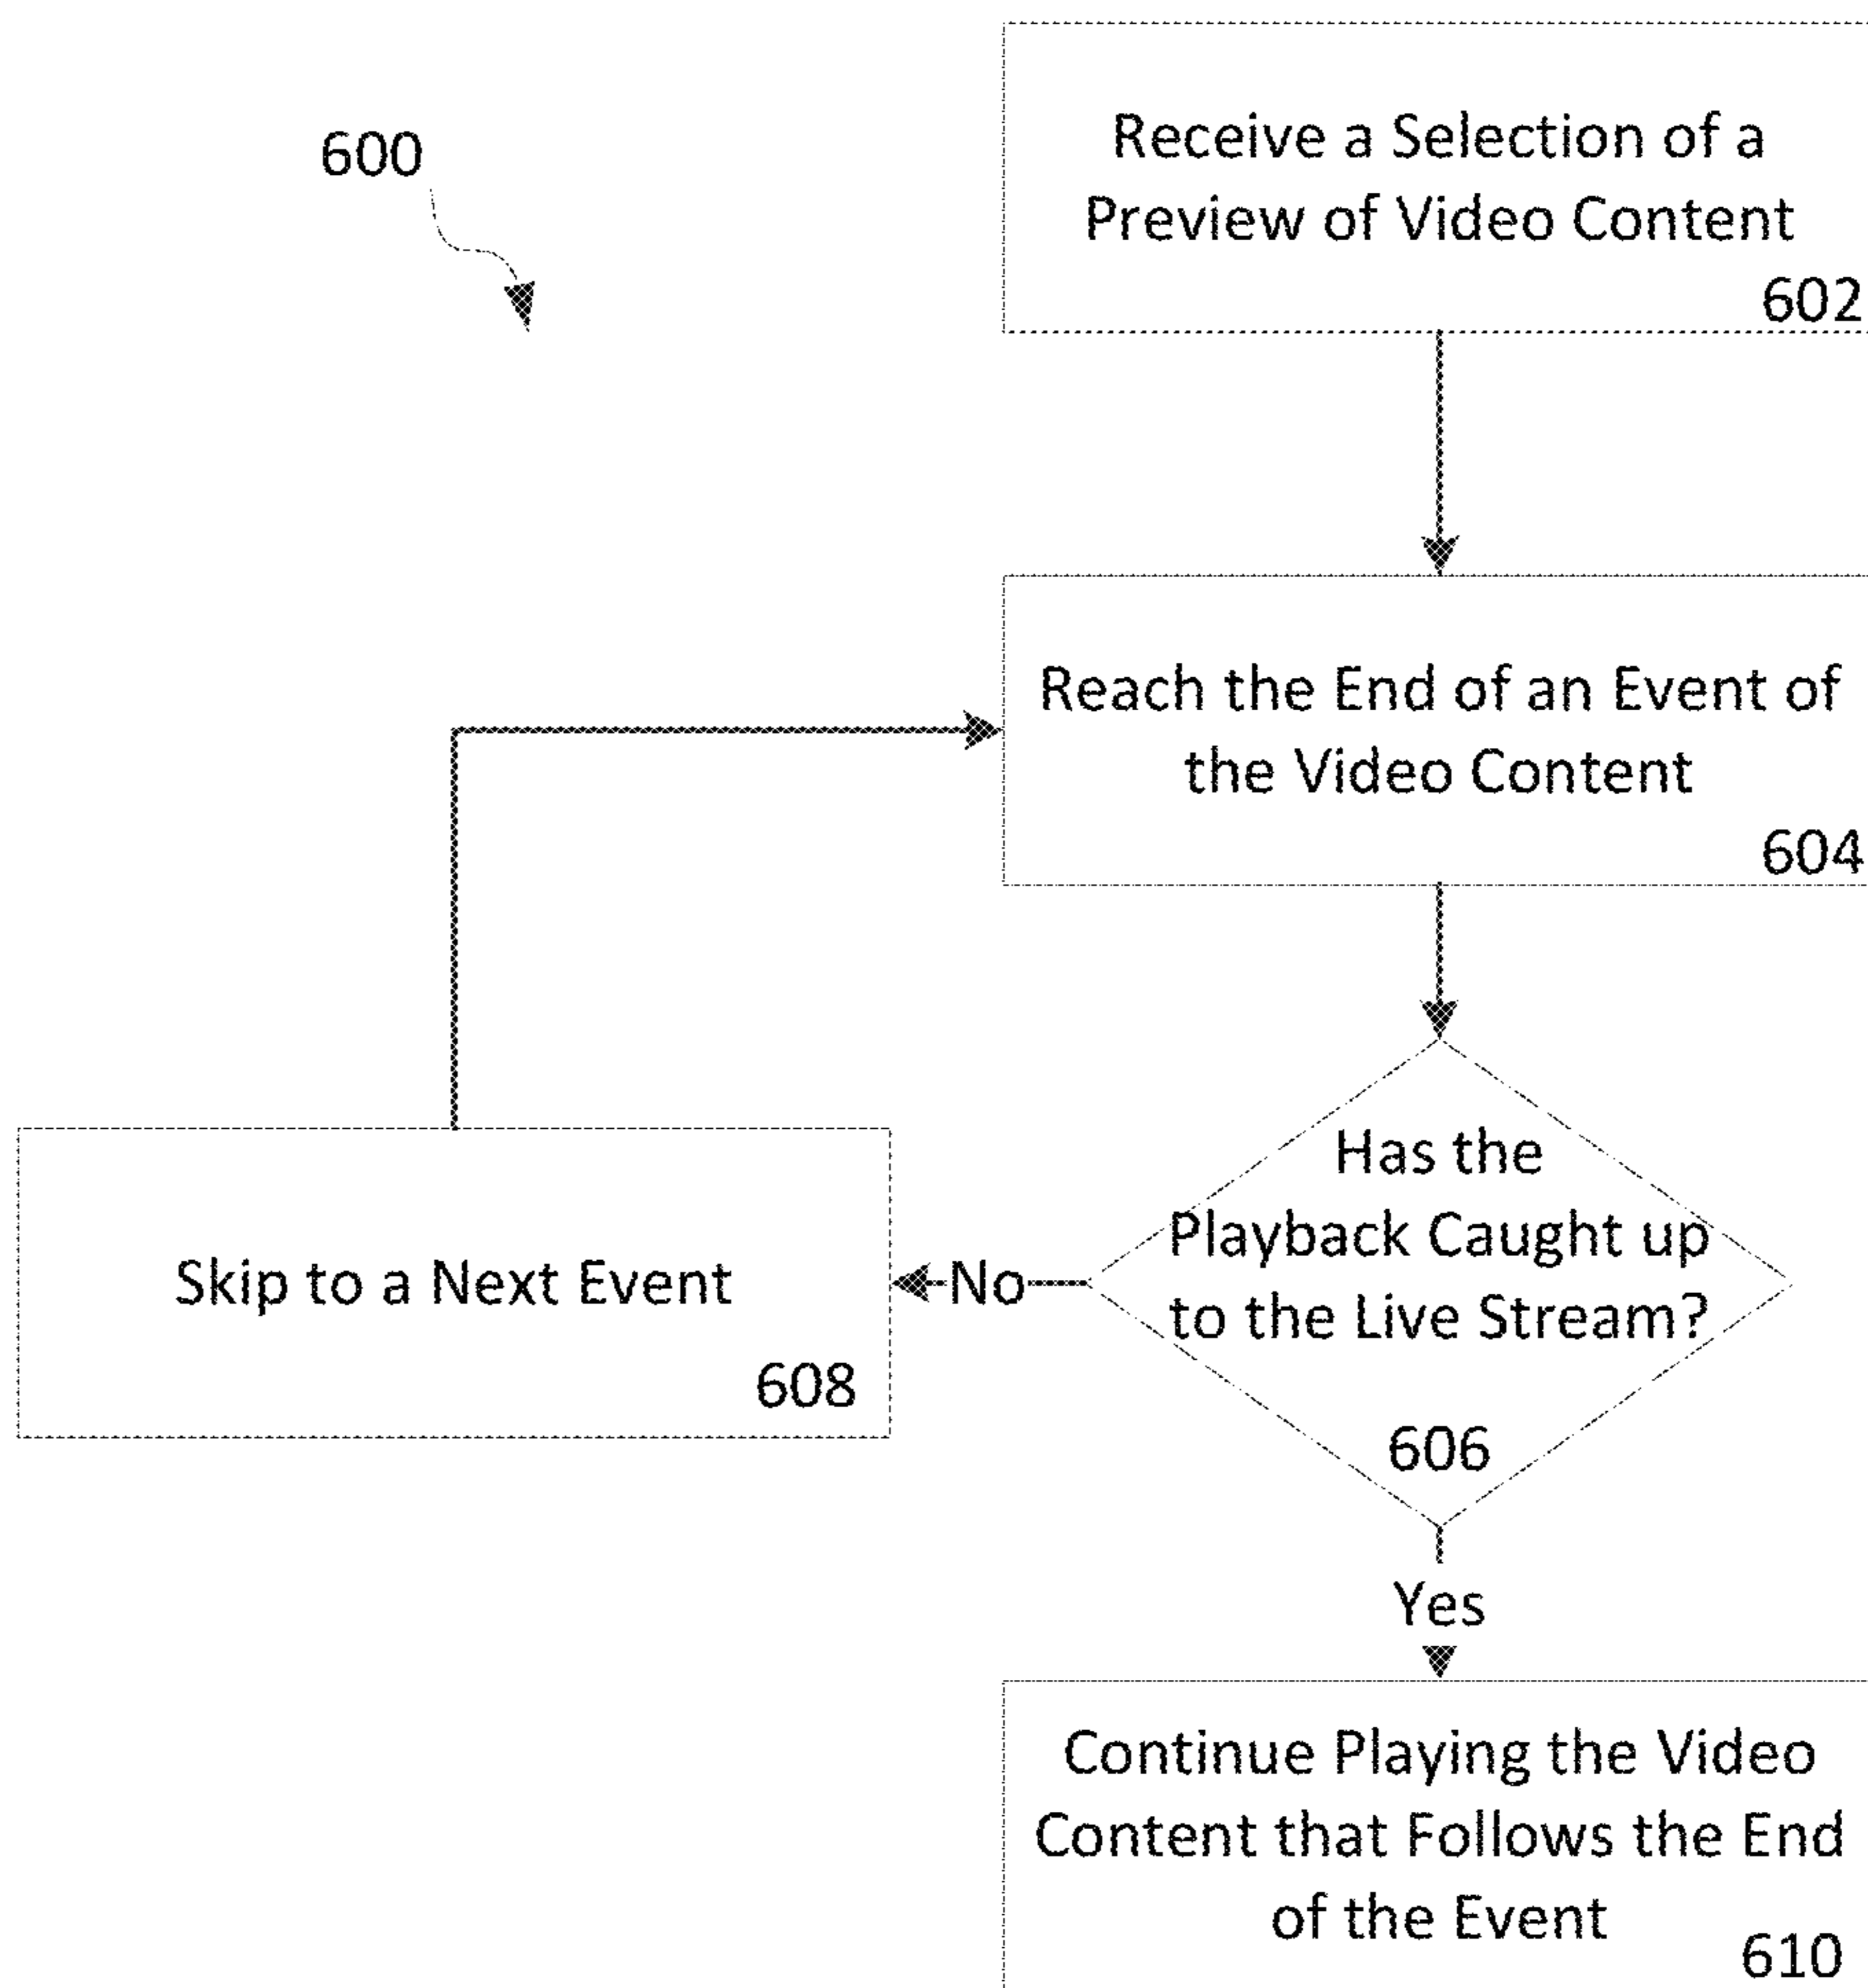 600
Receive a Selection of a
Preview of Video Content
602
Reach the End of an Event of
the Video Content
604
Has the
Playback Caught up
to the Live Stream?
606
No
Skip to a Next Event
608
Yes
Continue Playing the Video
Content that Follows the End
of the Event
610